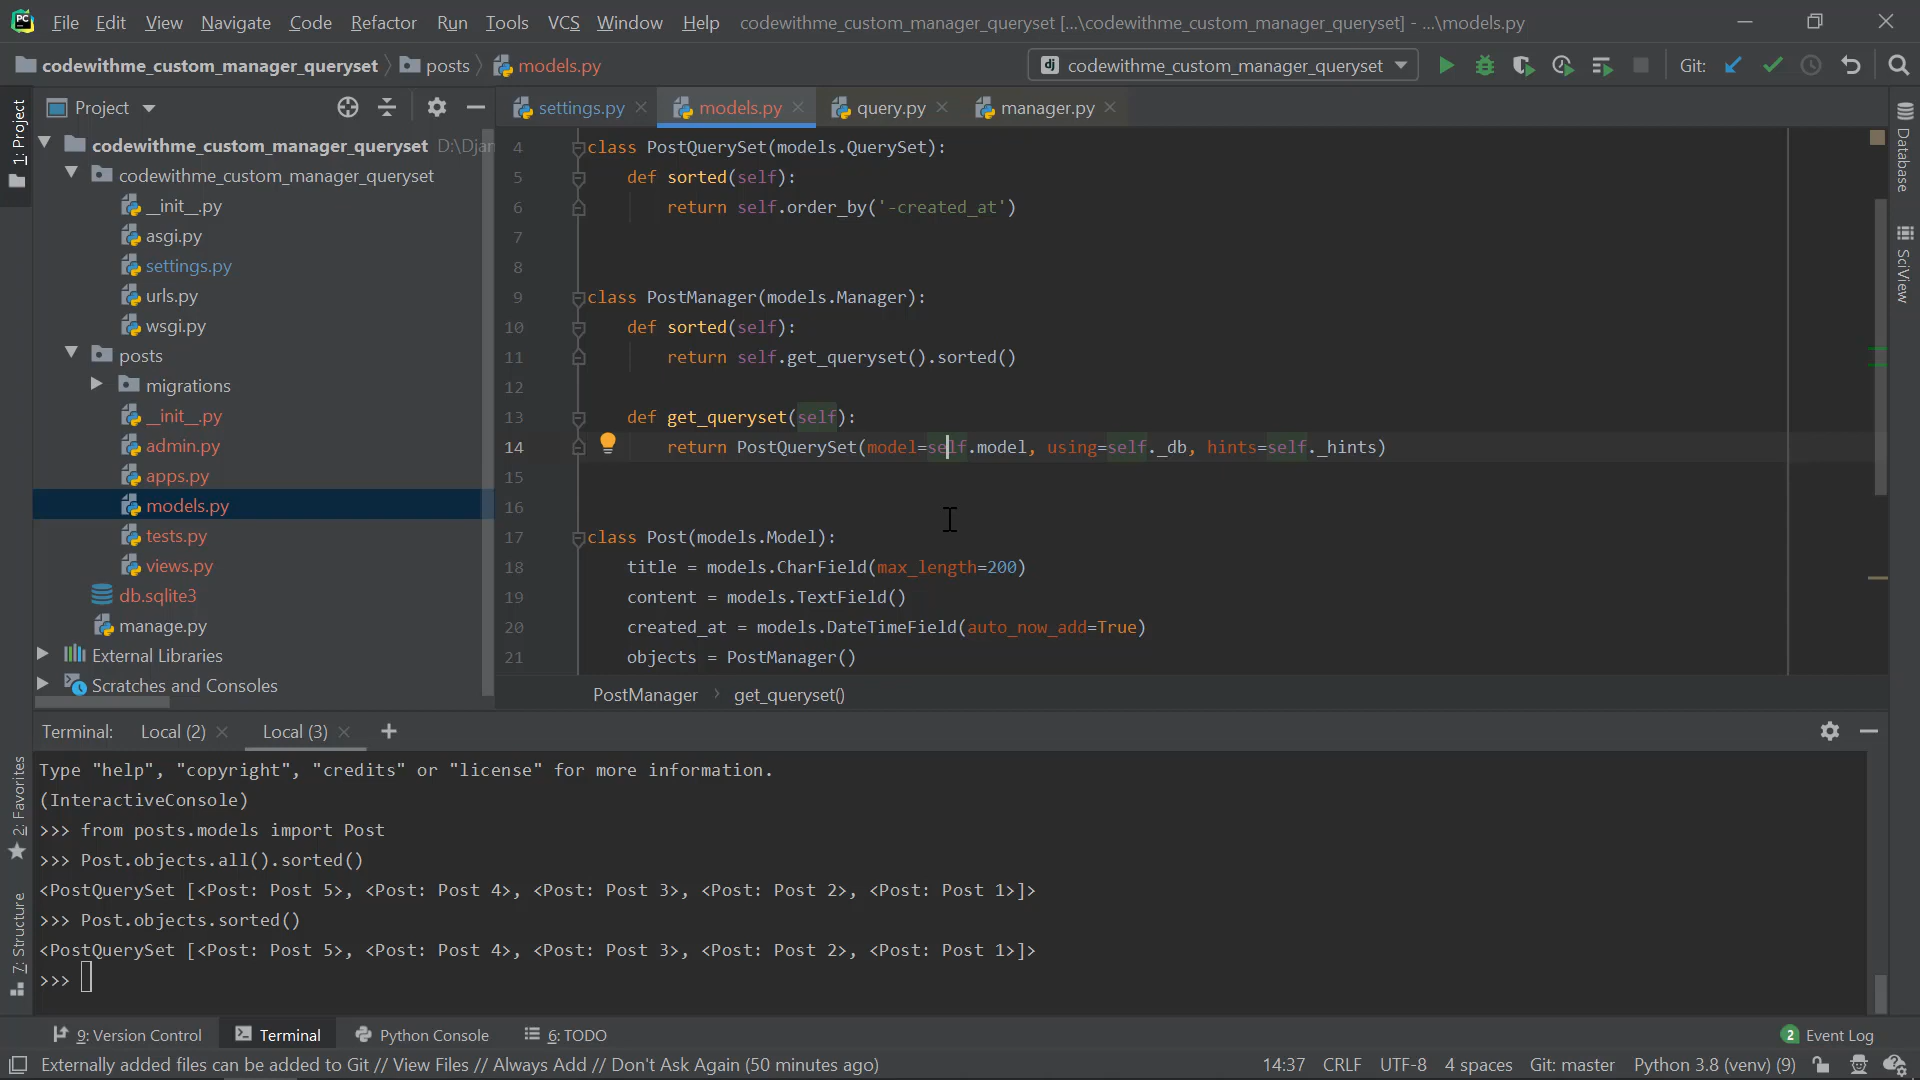 File Edit View Navigate Code Refactor Run Tools VCS Window Help codewithme_custom_manager_queryset [...\codewithme_custom_manager_queryset] - ...\models.py
codewithme_custom_manager_queryset posts models.py codewithme_custom_manager_queryset Git:
1: Project
Project
settings.py models.py query.py manager.py
codewithme_custom_manager_queryset D:\Djan
codewithme_custom_manager_queryset
__init__.py
asgi.py
settings.py
urls.py
wsgi.py
posts
migrations
__init__.py
admin.py
apps.py
models.py
tests.py
views.py
db.sqlite3
manage.py
External Libraries
Scratches and Consoles
4 class PostQuerySet(models.QuerySet):
5 def sorted(self):
6 return self.order_by('-created_at')
7
8
9 class PostManager(models.Manager):
10 def sorted(self):
11 return self.get_queryset().sorted()
12
13 def get_queryset(self):
14 return PostQuerySet(model=self.model, using=self._db, hints=self._hints)
15
16
17 class Post(models.Model):
18 title = models.CharField(max_length=200)
19 content = models.TextField()
20 created_at = models.DateTimeField(auto_now_add=True)
21 objects = PostManager()
PostManager get_queryset()
Database
SciView
Terminal: Local (2) Local (3)
Type "help", "copyright", "credits" or "license" for more information.
(InteractiveConsole)
>>> from posts.models import Post
>>> Post.objects.all().sorted()
<PostQuerySet [<Post: Post 5>, <Post: Post 4>, <Post: Post 3>, <Post: Post 2>, <Post: Post 1>]>
>>> Post.objects.sorted()
<PostQuerySet [<Post: Post 5>, <Post: Post 4>, <Post: Post 3>, <Post: Post 2>, <Post: Post 1>]>
>>>
2: Favorites
7: Structure
9: Version Control Terminal Python Console 6: TODO 2 Event Log
Externally added files can be added to Git // View Files // Always Add // Don't Ask Again (50 minutes ago) 14:37 CRLF UTF-8 4 spaces Git: master Python 3.8 (venv) (9)